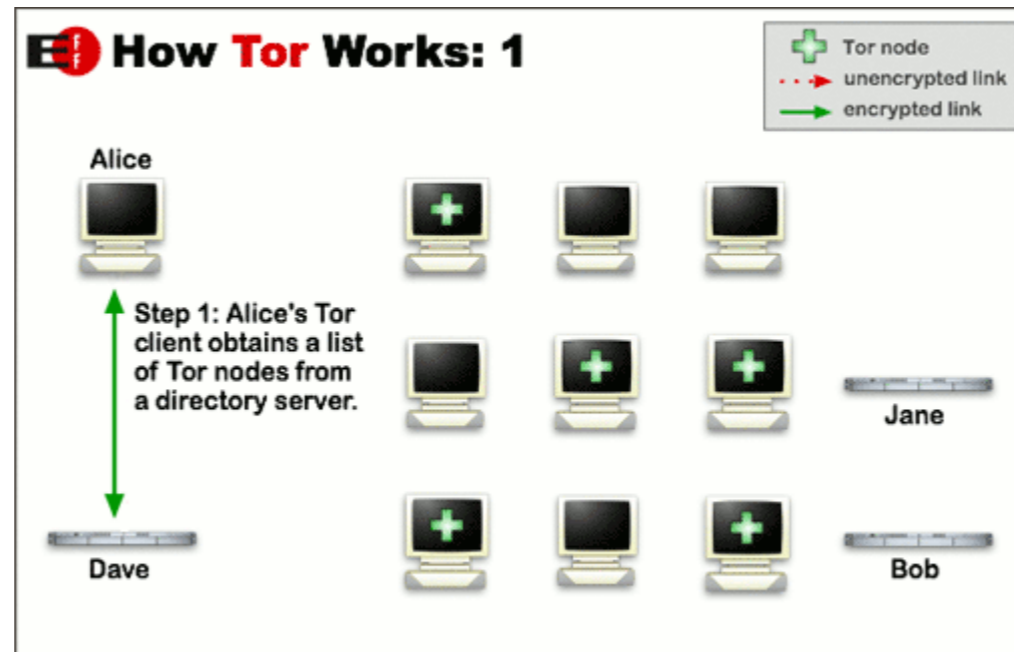 EFF How Tor Works: 1
Tor node
unencrypted link
encrypted link
Alice
Step 1: Alice's Tor
client obtains a list
of Tor nodes from
a directory server.
Jane
Dave
Bob